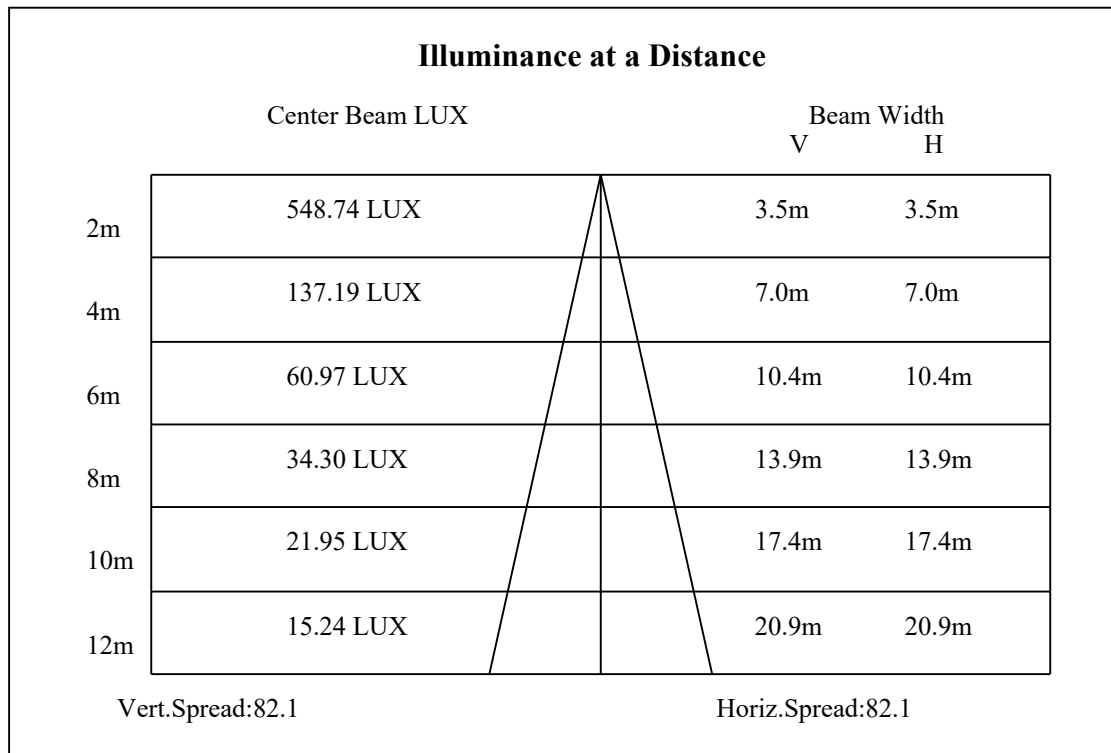 Illuminance at a Distance
Center Beam LUX Beam Width
V H
2m 548.74 LUX 3.5m 3.5m
4m 137.19 LUX 7.0m 7.0m
6m 60.97 LUX 10.4m 10.4m
8m 34.30 LUX 13.9m 13.9m
10m 21.95 LUX 17.4m 17.4m
12m 15.24 LUX 20.9m 20.9m
Vert.Spread:82.1 Horiz.Spread:82.1